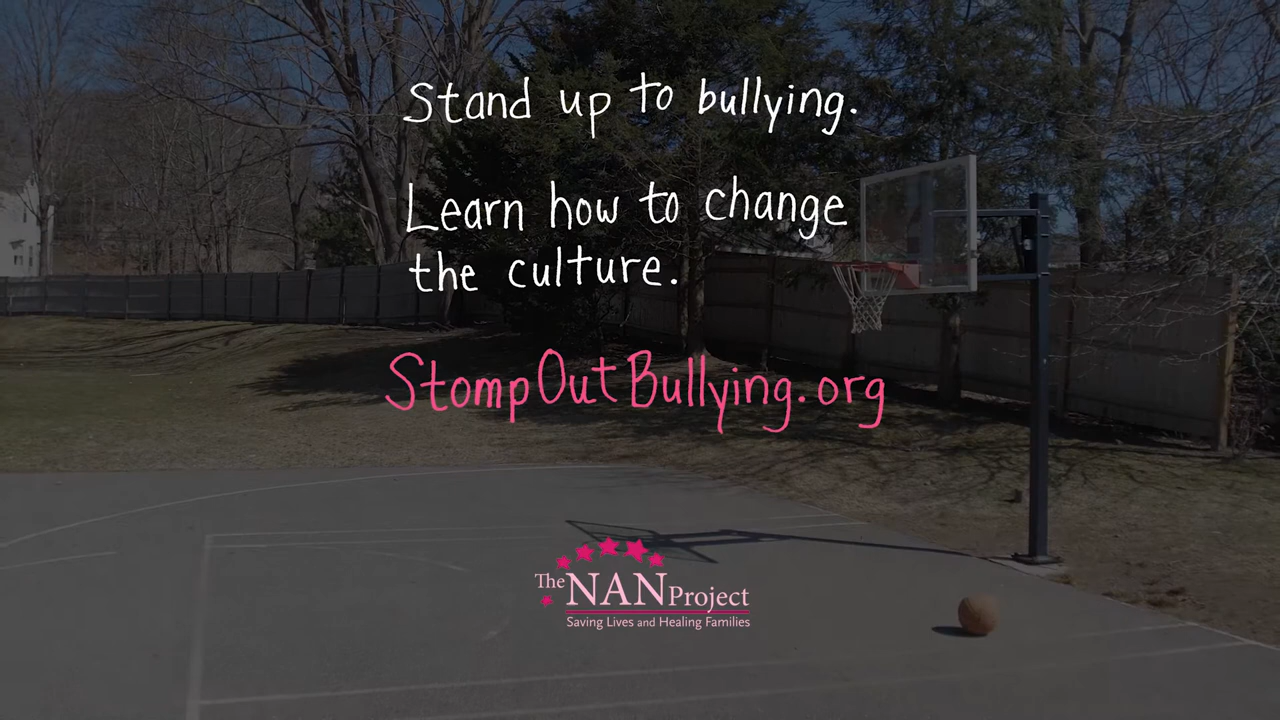 Stand up to bullying.
Learn how to change
the culture.
StompOutBullying.org
The NAN Project
Saving Lives and Healing Families